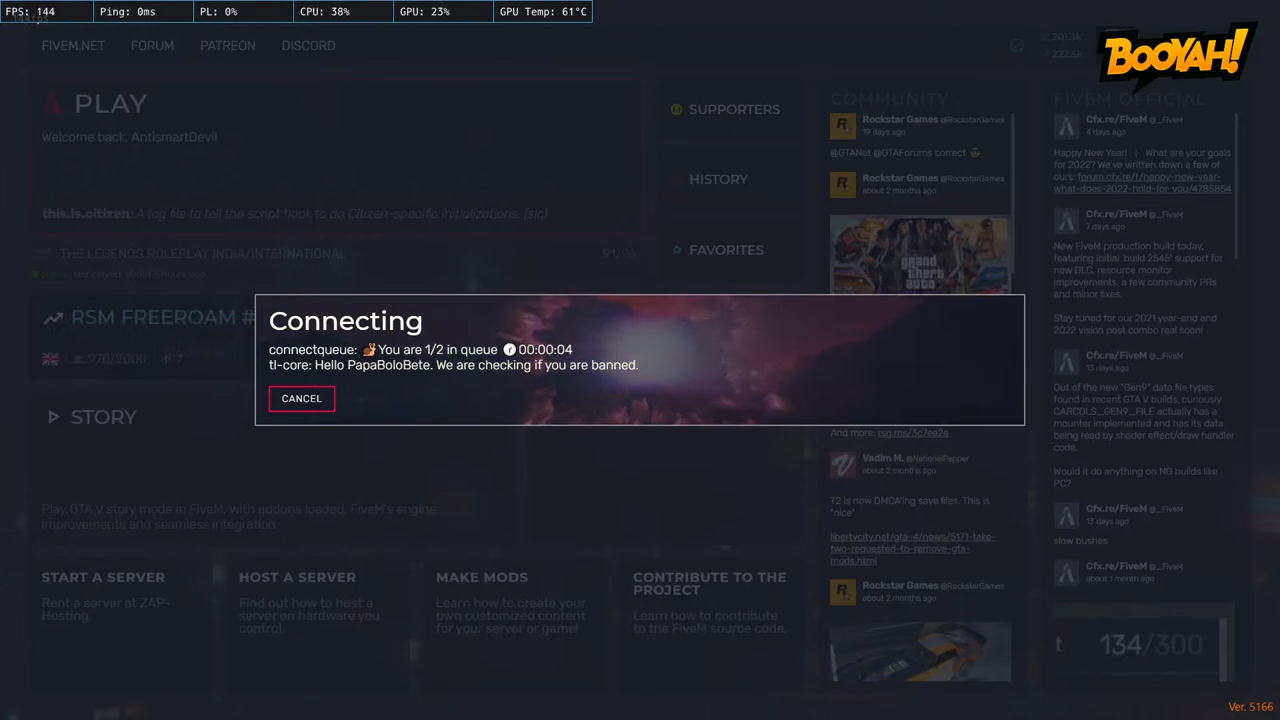 FPS: 144
Ping: 0ms
PL: 0%
CPU: 38%
GPU: 23%
GPU Temp: 61°C
144fps
FIVEM.NET
FORUM
PATREON
DISCORD
201.3k
222.5k
BOOYAH!
PLAY
Welcome back, AntismartDevil
this.is.citizen: A tag file to tell the script hook to do Citizen-specific initializations. (sic)
THE LEGENDS ROLEPLAY INDIA/INTERNATIONAL
RSM FREEROAM #
970/2000
SUPPORTERS
HISTORY
FAVORITES
Connecting
connectqueue: 🐌You are 1/2 in queue 🕐00:00:04
tl-core: Hello PapaBoloBete. We are checking if you are banned.
CANCEL
STORY
Play GTA V story mode in FiveM, with addons loaded, FiveM's engine
improvements and seamless integration.
START A SERVER
Rent a server at ZAP-
Hosting.
HOST A SERVER
Find out how to host a
server on hardware you
control.
MAKE MODS
Learn how to create your
own customized content
for your server or game!
CONTRIBUTE TO THE
PROJECT
Learn how to contribute
to the FiveM source code.
COMMUNITY
Rockstar Games @RockstarGames
19 days ago
@GTANet @GTAForums correct 🤠
Rockstar Games @RockstarGames
about 2 months ago
grand
theft
auto
And more: rsg.ms/3c7ee2e
Vadim M. @NationalPepper
about 2 months ago
T2 is now DMCA'ing save files. This is
"nice"
libertycity.net/gta-4/news/5171-take-
two-requested-to-remove-gta-
mods.html
Rockstar Games @RockstarGames
about 2 months ago
FIVEM OFFICIAL
Cfx.re/FiveM @_FiveM
4 days ago
Happy New Year! What are your goals
for 2022? We've written down a few of
ours: forum.cfx.re/t/happy-new-year-
what-does-2022-hold-for-you/4785854
Cfx.re/FiveM @_FiveM
7 days ago
New FiveM production build today,
featuring initial 'build 2545' support for
new DLC, resource monitor
improvements, a few community PRs
and minor fixes.
Stay tuned for our 2021 year-end and
2022 vision post combo real soon!
Cfx.re/FiveM @_FiveM
13 days ago
Out of the new "Gen9" data file types
found in recent GTA V builds, curiously
CARCOLS_GEN9_FILE actually has a
mounter implemented and has its data
being read by shader effect/draw handler
code.
Would it do anything on NG builds like
PC?
Cfx.re/FiveM @_FiveM
13 days ago
slow bushes
Cfx.re/FiveM @_FiveM
about 1 month ago
t 134/300
Ver. 5166